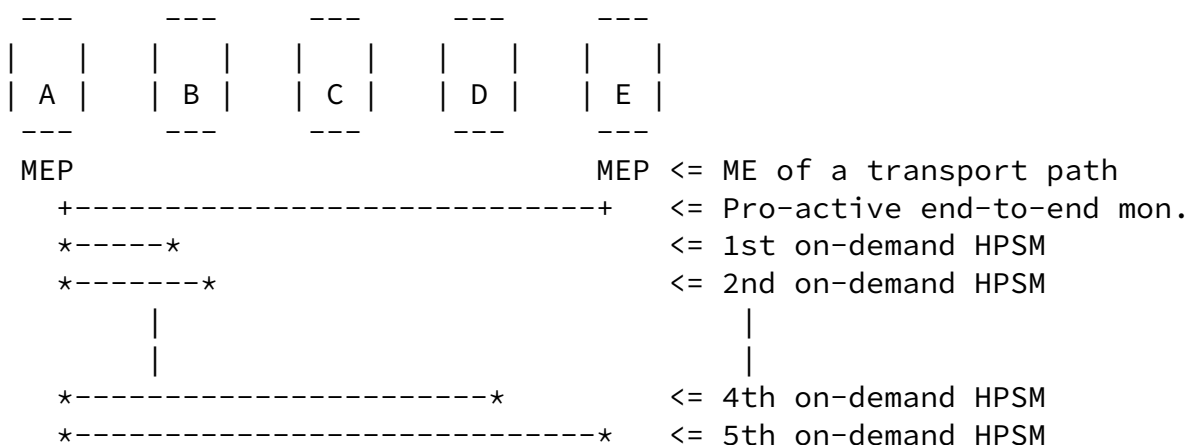 ---     ---     ---     ---     ---
|   |   |   |   |   |   |   |   |   |
| A |   | B |   | C |   | D |   | E |
 ---     ---     ---     ---     ---
 MEP                             MEP <= ME of a transport path
   +-----------------------------+   <= Pro-active end-to-end mon.
   *-----*                           <= 1st on-demand HPSM
   *-------*                         <= 2nd on-demand HPSM
        |                                |
        |                                |
   *-----------------------*         <= 4th on-demand HPSM
   *-----------------------------*   <= 5th on-demand HPSM